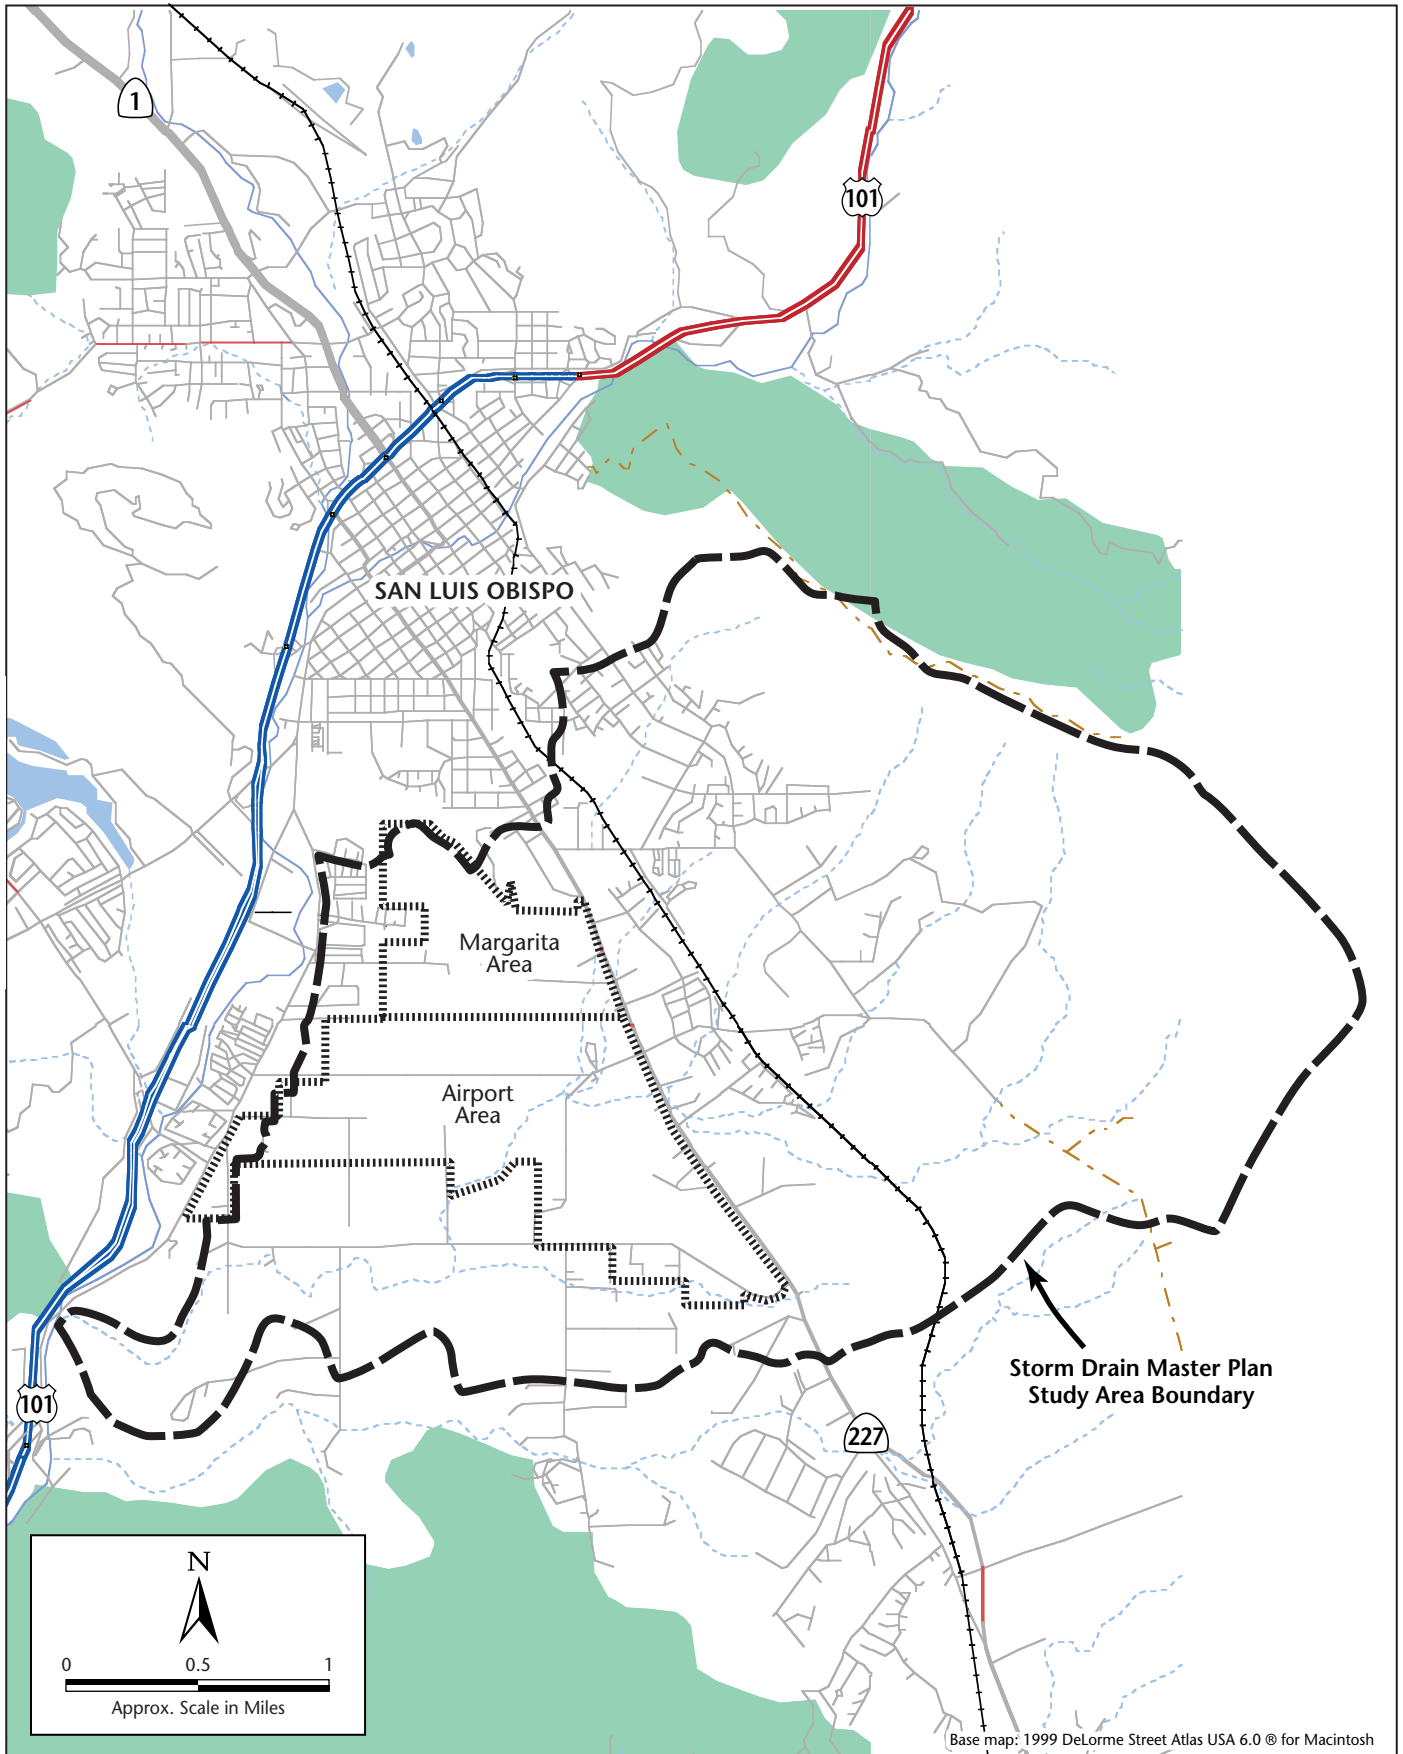 1
101
SAN LUIS OBISPO
Margarita
Area
Airport
Area
Storm Drain Master Plan
Study Area Boundary
101
227
N
0 0.5 1
Approx. Scale in Miles
Base map: 1999 DeLorme Street Atlas USA 6.0 ® for Macintosh